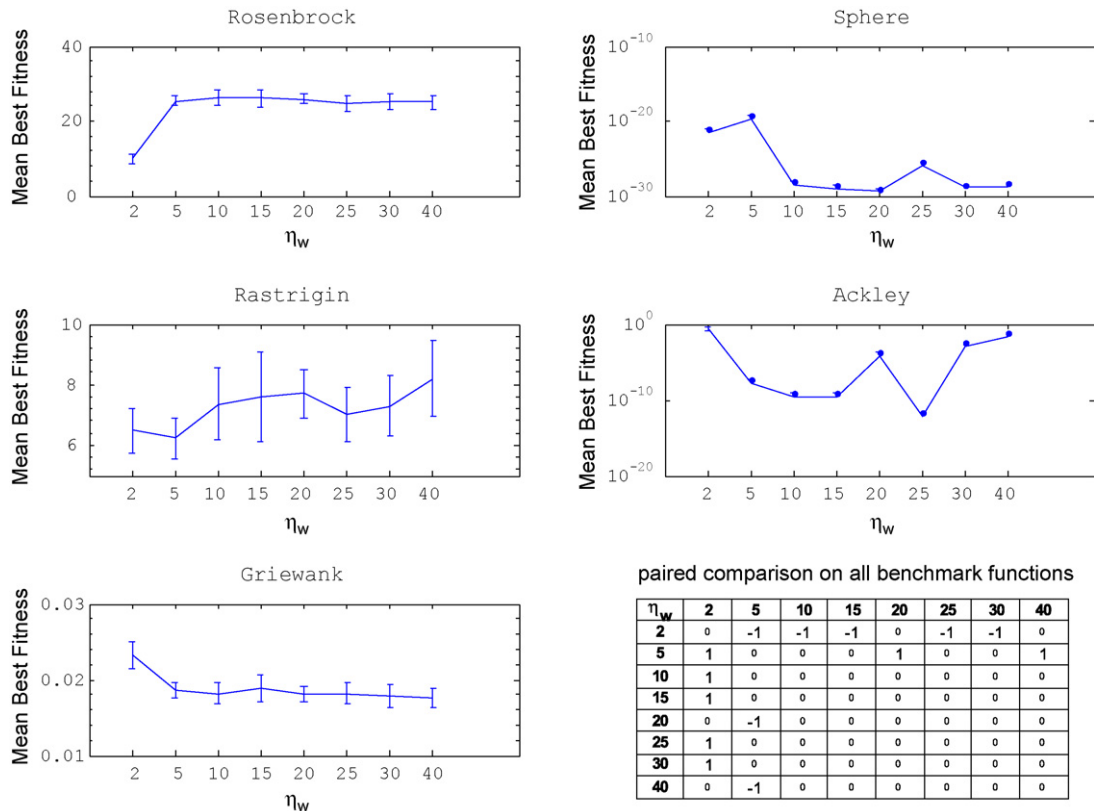 Rosenbrock
Mean Best Fitness
40
20
0
2 5 10 15 20 25 30 40
η_w
Sphere
Mean Best Fitness
10^-10
10^-20
10^-30
2 5 10 15 20 25 30 40
η_w
Rastrigin
Mean Best Fitness
10
8
6
2 5 10 15 20 25 30 40
η_w
Ackley
Mean Best Fitness
10^0
10^-10
10^-20
2 5 10 15 20 25 30 40
η_w
Griewank
Mean Best Fitness
0.03
0.02
0.01
2 5 10 15 20 25 30 40
η_w
paired comparison on all benchmark functions
η_w 2 5 10 15 20 25 30 40
2 0 -1 -1 -1 0 -1 -1 0
5 1 0 0 0 1 0 0 1
10 1 0 0 0 0 0 0 0
15 1 0 0 0 0 0 0 0
20 0 -1 0 0 0 0 0 0
25 1 0 0 0 0 0 0 0
30 1 0 0 0 0 0 0 0
40 0 -1 0 0 0 0 0 0